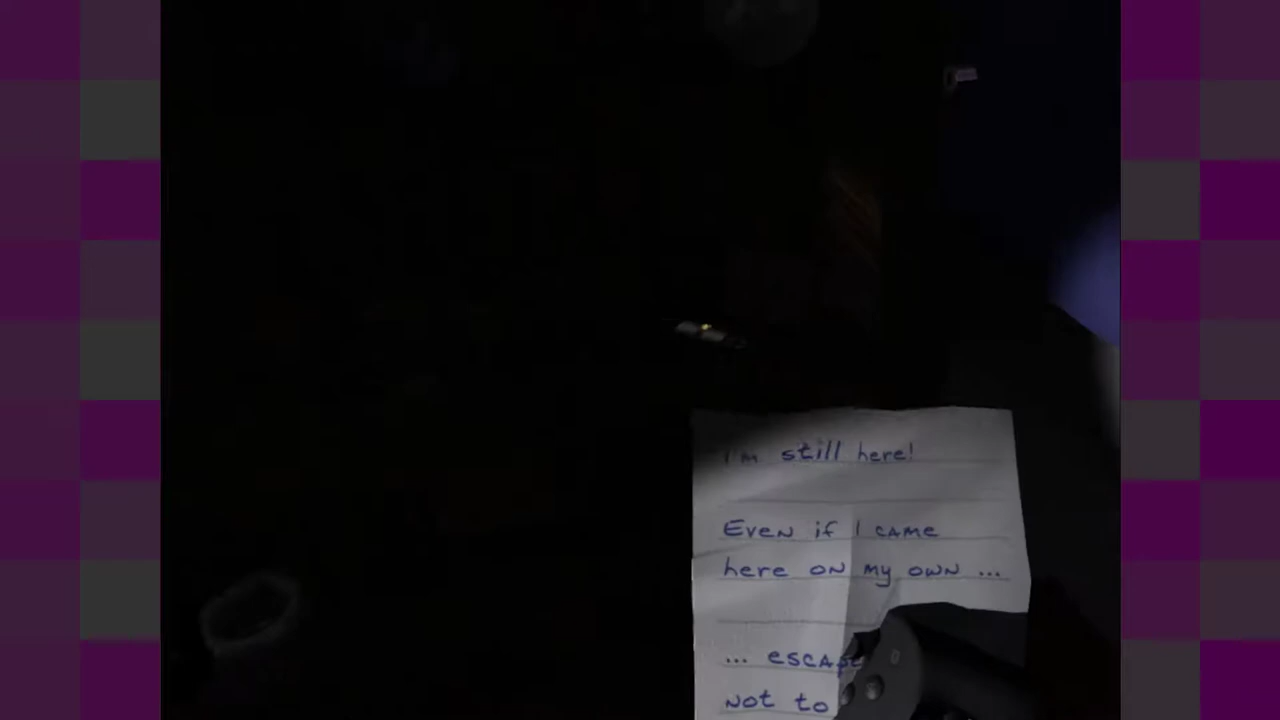 I'm still here!
Even if I came
here on my own ...
... escape
not to